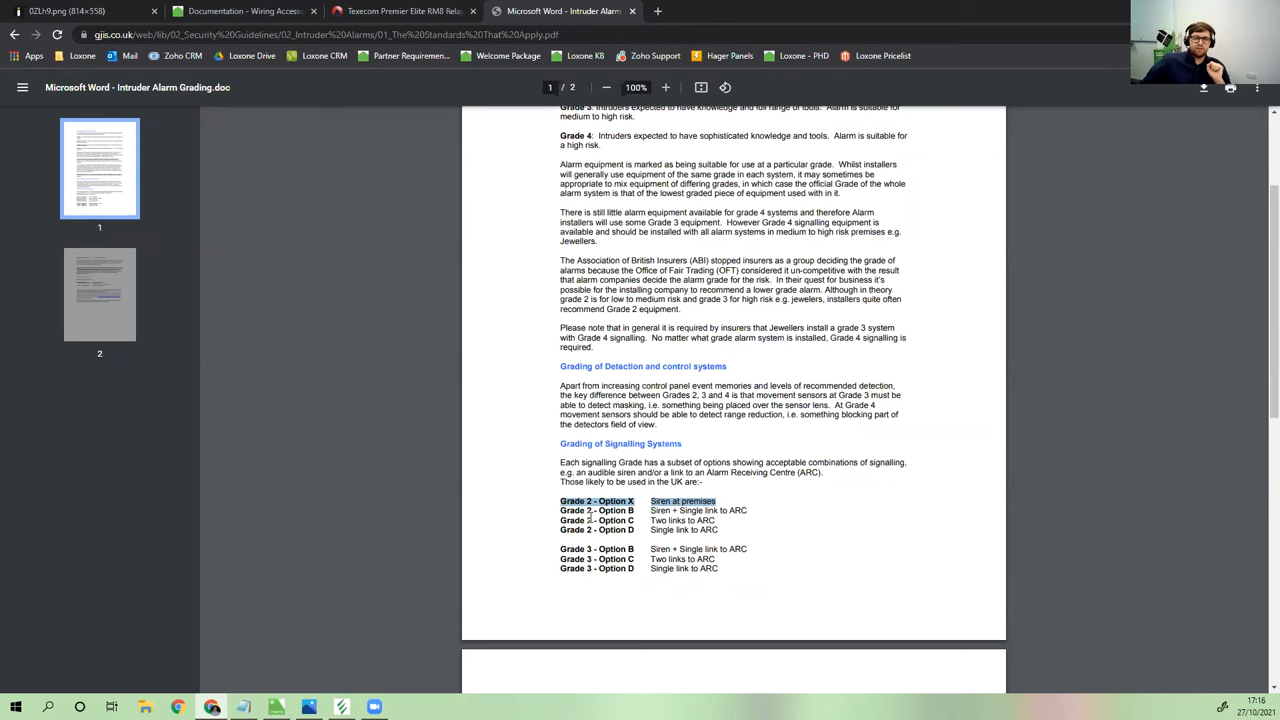 0ZLh9.png (814×558)
Documentation - Wiring Access
Texecom Premier Elite RM8 Relay
Microsoft Word - Intruder Alarm
gjis.co.uk/web/lib/02_Security%20Guidelines/02_Intruder%20Alarms/01_The%20Standards%20That%20Apply.pdf
Apps
Outlook Mail
Zoho CRM
Loxone Drive
Loxone CRM
Partner Requirement...
Welcome Package
Loxone KB
Zoho Support
Hager Panels
Loxone - PHD
Loxone Pricelist
Microsoft Word - Intruder Alarm Grading.doc
1 / 2
100%
1
2
Grade 3: Intruders expected to have knowledge and full range of tools. Alarm is suitable for
medium to high risk.
Grade 4: Intruders expected to have sophisticated knowledge and tools. Alarm is suitable for
a high risk.
Alarm equipment is marked as being suitable for use at a particular grade. Whilst installers
will generally use equipment of the same grade in each system, it may sometimes be
appropriate to mix equipment of differing grades, in which case the official Grade of the whole
alarm system is that of the lowest graded piece of equipment used with in it.
There is still little alarm equipment available for grade 4 systems and therefore Alarm
installers will use some Grade 3 equipment. However Grade 4 signalling equipment is
available and should be installed with all alarm systems in medium to high risk premises e.g.
Jewellers.
The Association of British Insurers (ABI) stopped insurers as a group deciding the grade of
alarms because the Office of Fair Trading (OFT) considered it un-competitive with the result
that alarm companies decide the alarm grade for the risk. In their quest for business it's
possible for the installing company to recommend a lower grade alarm. Although in theory
grade 2 is for low to medium risk and grade 3 for high risk e.g. jewelers, installers quite often
recommend Grade 2 equipment.
Please note that in general it is required by insurers that Jewellers install a grade 3 system
with Grade 4 signalling. No matter what grade alarm system is installed, Grade 4 signalling is
required.
Grading of Detection and control systems
Apart from increasing control panel event memories and levels of recommended detection,
the key difference between Grades 2, 3 and 4 is that movement sensors at Grade 3 must be
able to detect masking, i.e. something being placed over the sensor lens. At Grade 4
movement sensors should be able to detect range reduction, i.e. something blocking part of
the detectors field of view.
Grading of Signalling Systems
Each signalling Grade has a subset of options showing acceptable combinations of signalling,
e.g. an audible siren and/or a link to an Alarm Receiving Centre (ARC).
Those likely to be used in the UK are:-
Grade 2 - Option X Siren at premises
Grade 2 - Option B Siren + Single link to ARC
Grade 2 - Option C Two links to ARC
Grade 2 - Option D Single link to ARC
Grade 3 - Option B Siren + Single link to ARC
Grade 3 - Option C Two links to ARC
Grade 3 - Option D Single link to ARC
17:16
27/10/2021